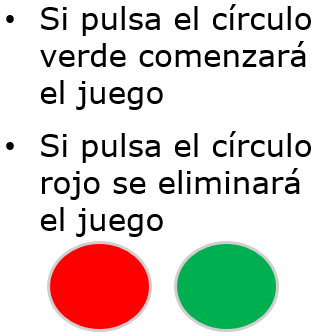 • Si pulsa el círculo
verde comenzará
el juego
• Si pulsa el círculo
rojo se eliminará
el juego